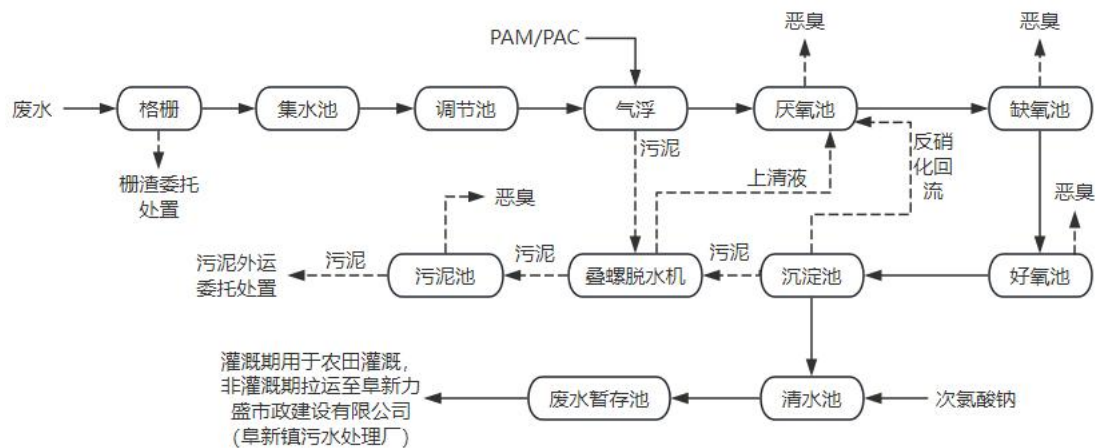 PAM/PAC
恶臭
恶臭
废水
格栅
集水池
调节池
气浮
厌氧池
缺氧池
污泥
反硝
化回
流
上清液
栅渣委托
处置
恶臭
恶臭
污泥外运
委托处置
污泥
污泥池
污泥
叠螺脱水机
污泥
沉淀池
好氧池
灌溉期用于农田灌溉，
非灌溉期拉运至阜新力
盛市政建设有限公司
（阜新镇污水处理厂）
废水暂存池
清水池
次氯酸钠